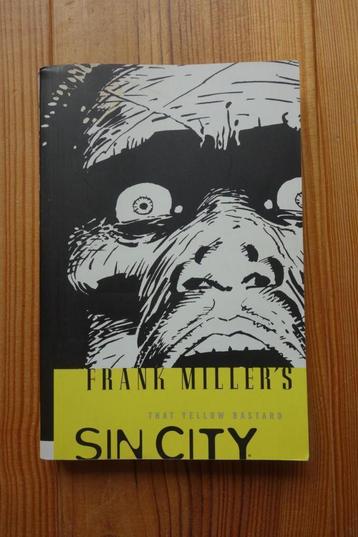 FRANK MILLER'S
THAT YELLOW BASTARD
SIN CITY®